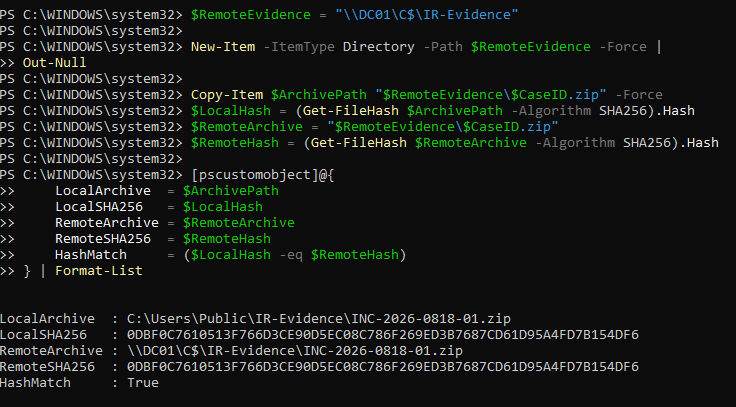 PS C:\WINDOWS\system32> $RemoteEvidence = "\\DC01\C$\IR-Evidence"
PS C:\WINDOWS\system32>
PS C:\WINDOWS\system32> New-Item -ItemType Directory -Path $RemoteEvidence -Force |
>> Out-Null
PS C:\WINDOWS\system32>
PS C:\WINDOWS\system32> Copy-Item $ArchivePath "$RemoteEvidence\$CaseID.zip" -Force
PS C:\WINDOWS\system32> $LocalHash = (Get-FileHash $ArchivePath -Algorithm SHA256).Hash
PS C:\WINDOWS\system32> $RemoteArchive = "$RemoteEvidence\$CaseID.zip"
PS C:\WINDOWS\system32> $RemoteHash = (Get-FileHash $RemoteArchive -Algorithm SHA256).Hash
PS C:\WINDOWS\system32>
PS C:\WINDOWS\system32> [pscustomobject]@{
>>     LocalArchive  = $ArchivePath
>>     LocalSHA256   = $LocalHash
>>     RemoteArchive = $RemoteArchive
>>     RemoteSHA256  = $RemoteHash
>>     HashMatch     = ($LocalHash -eq $RemoteHash)
>> } | Format-List
LocalArchive  : C:\Users\Public\IR-Evidence\INC-2026-0818-01.zip
LocalSHA256   : 0DBF0C7610513F766D3CE90D5EC08C786F269ED3B7687CD61D95A4FD7B154DF6
RemoteArchive : \\DC01\C$\IR-Evidence\INC-2026-0818-01.zip
RemoteSHA256  : 0DBF0C7610513F766D3CE90D5EC08C786F269ED3B7687CD61D95A4FD7B154DF6
HashMatch     : True